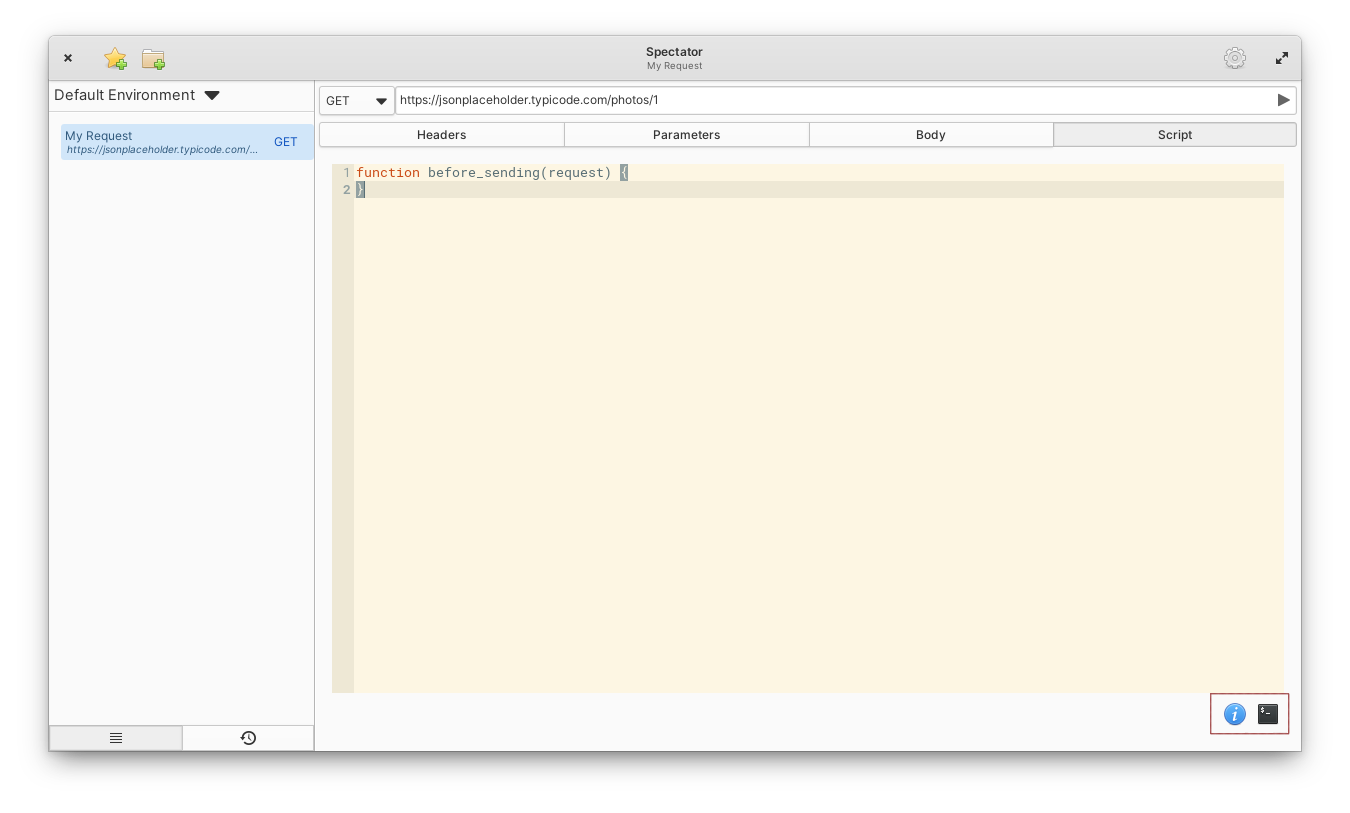 Spectator
My Request
Default Environment
My Request
GET
https://jsonplaceholder.typicode.com/...
GET
https://jsonplaceholder.typicode.com/photos/1
Headers
Parameters
Body
Script
1 function before_sending(request) {
2 }
i
$-